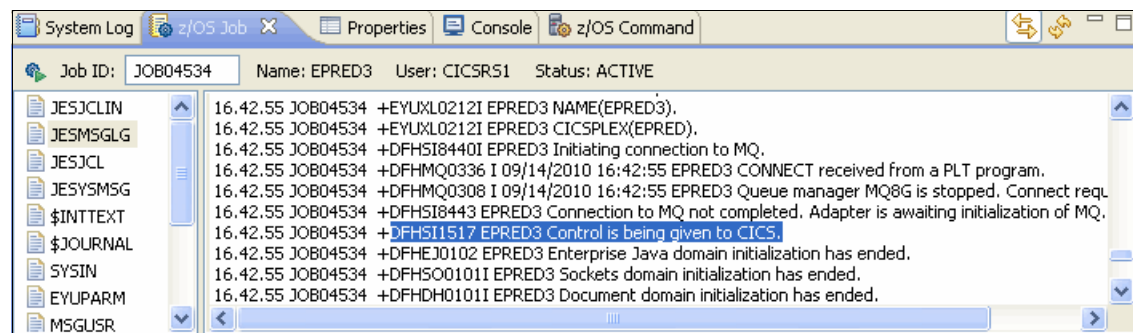 System Log z/OS Job Properties Console z/OS Command
Job ID: JOB04534 Name: EPRED3 User: CICSRS1 Status: ACTIVE
JESJCLIN
JESMSGLG
JESJCL
JESYSMSG
$INTTEXT
$JOURNAL
SYSIN
EYUPARM
MSGUSR
16.42.55 JOB04534 +EYUXL0212I EPRED3 NAME(EPRED3).
16.42.55 JOB04534 +EYUXL0212I EPRED3 CICSPLEX(EPRED).
16.42.55 JOB04534 +DFHSI8440I EPRED3 Initiating connection to MQ.
16.42.55 JOB04534 +DFHMQ0336 I 09/14/2010 16:42:55 EPRED3 CONNECT received from a PLT program.
16.42.55 JOB04534 +DFHMQ0308 I 09/14/2010 16:42:55 EPRED3 Queue manager MQ8G is stopped. Connect requ
16.42.55 JOB04534 +DFHSI8443 EPRED3 Connection to MQ not completed. Adapter is awaiting initialization of MQ.
16.42.55 JOB04534 +DFHSI1517 EPRED3 Control is being given to CICS.
16.42.55 JOB04534 +DFHEJ0102 EPRED3 Enterprise Java domain initialization has ended.
16.42.55 JOB04534 +DFHSO0101I EPRED3 Sockets domain initialization has ended.
16.42.55 JOB04534 +DFHDH0101I EPRED3 Document domain initialization has ended.